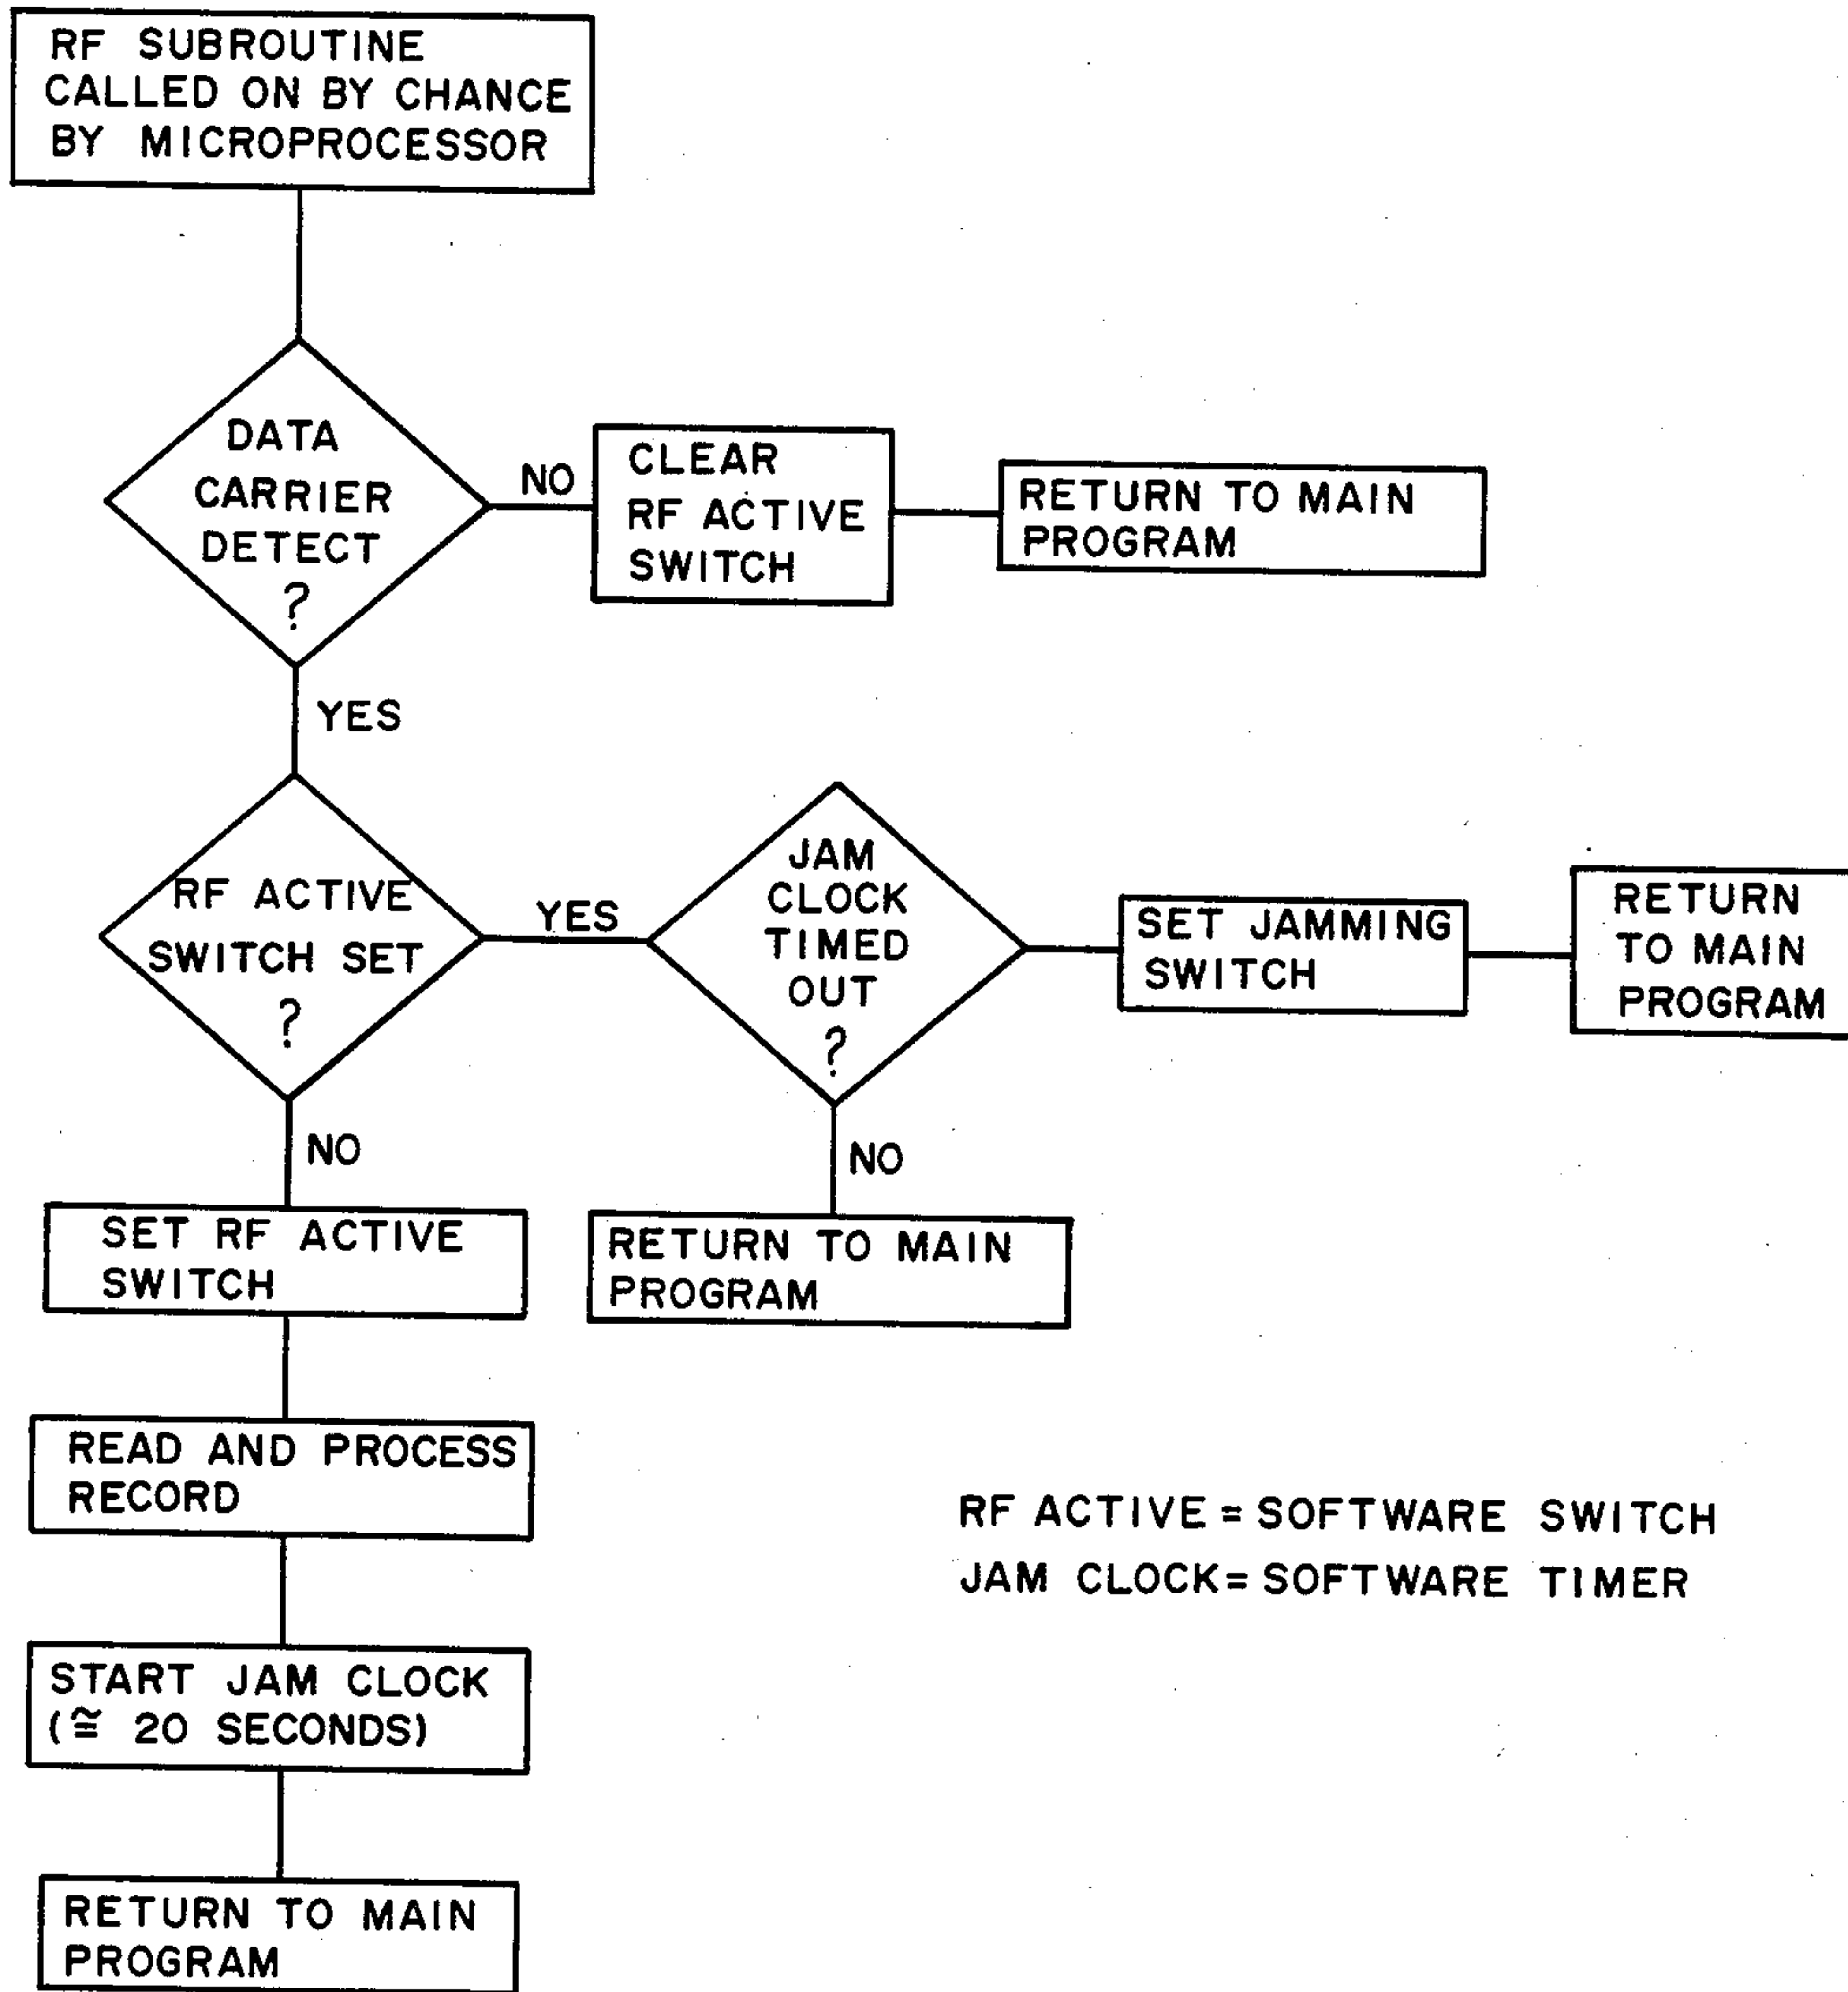 RF SUBROUTINE
CALLED ON BY CHANCE
BY MICROPROCESSOR
DATA
CARRIER
DETECT
?
NO
CLEAR
RF ACTIVE
SWITCH
RETURN TO MAIN
PROGRAM
YES
RF ACTIVE
SWITCH SET
?
YES
JAM
CLOCK
TIMED
OUT
?
SET JAMMING
SWITCH
RETURN
TO MAIN
PROGRAM
NO
SET RF ACTIVE
SWITCH
NO
RETURN TO MAIN
PROGRAM
READ AND PROCESS
RECORD
RF ACTIVE = SOFTWARE SWITCH
JAM CLOCK = SOFTWARE TIMER
START JAM CLOCK
(≅ 20 SECONDS)
RETURN TO MAIN
PROGRAM